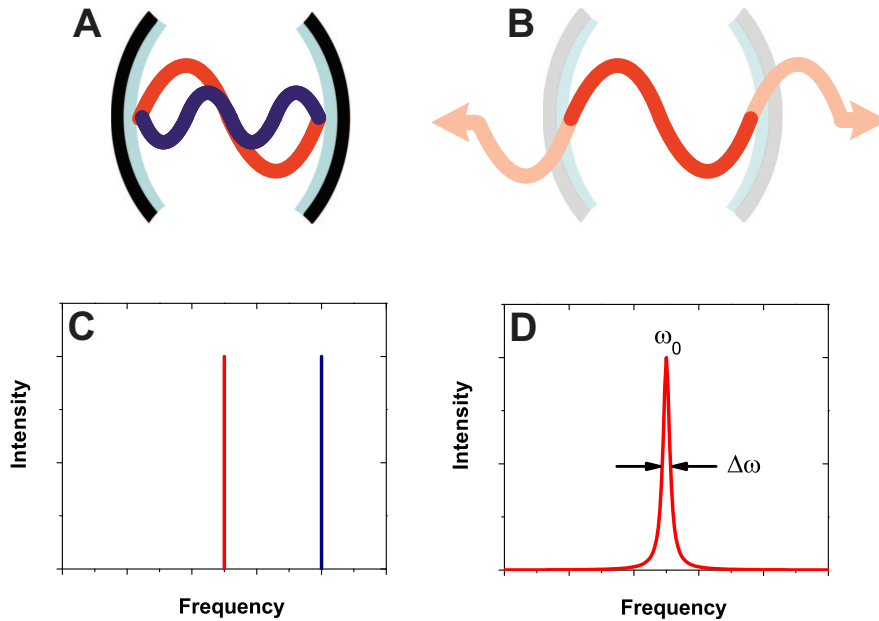 A
B
C
Intensity
Frequency
D
ω₀
Δω
Intensity
Frequency